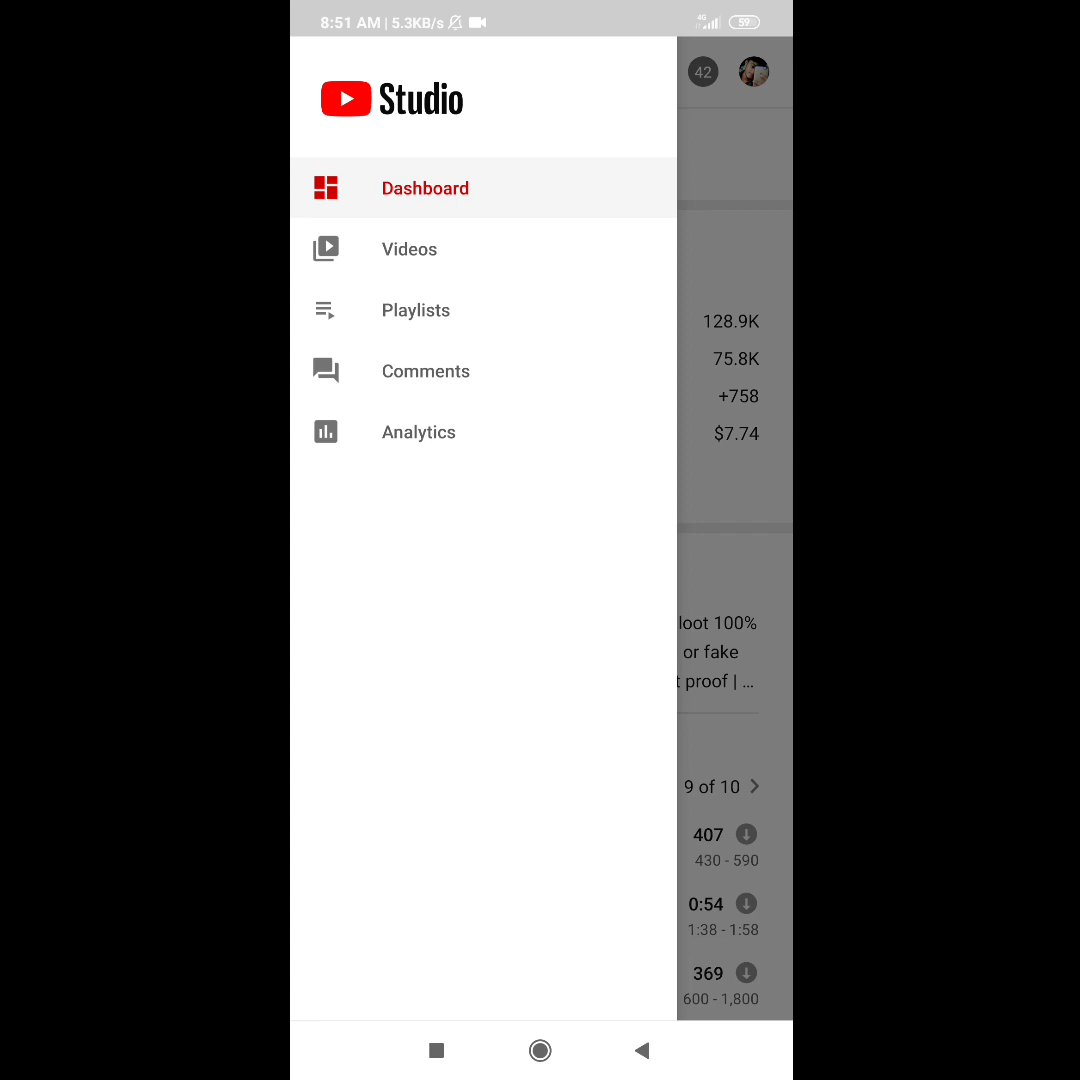 8:51 AM | 5.3KB/s
4G
59
Studio
42
Dashboard
Videos
Playlists
Comments
Analytics
128.9K
75.8K
+758
$7.74
loot 100%
or fake
t proof | ...
9 of 10
407
430 - 590
0:54
1:38 - 1:58
369
600 - 1,800